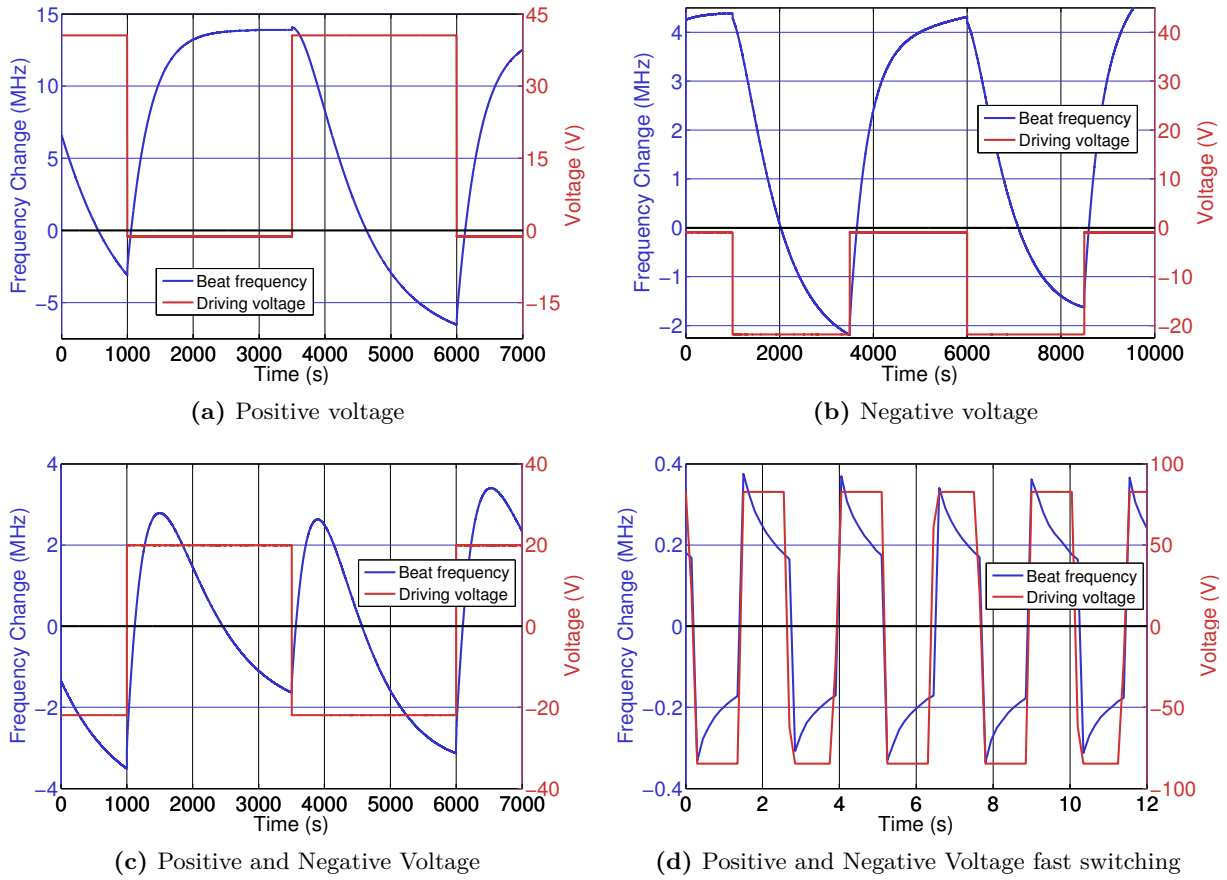 15
10
5
0
−5
45
30
15
0
−15
0 1000 2000 3000 4000 5000 6000 7000
Frequency Change (MHz)
Voltage (V)
Time (s)
Beat frequency
Driving voltage
(a) Positive voltage
4
3
2
1
0
−1
−2
40
30
20
10
0
−10
−20
0 2000 4000 6000 8000 10000
Frequency Change (MHz)
Voltage (V)
Time (s)
Beat frequency
Driving voltage
(b) Negative voltage
4
2
0
−2
−4
40
20
0
−20
−40
0 1000 2000 3000 4000 5000 6000 7000
Frequency Change (MHz)
Voltage (V)
Time (s)
Beat frequency
Driving voltage
(c) Positive and Negative Voltage
0.4
0.2
0
−0.2
−0.4
100
50
0
−50
−100
0 2 4 6 8 10 12
Frequency Change (MHz)
Voltage (V)
Time (s)
Beat frequency
Driving voltage
(d) Positive and Negative Voltage fast switching